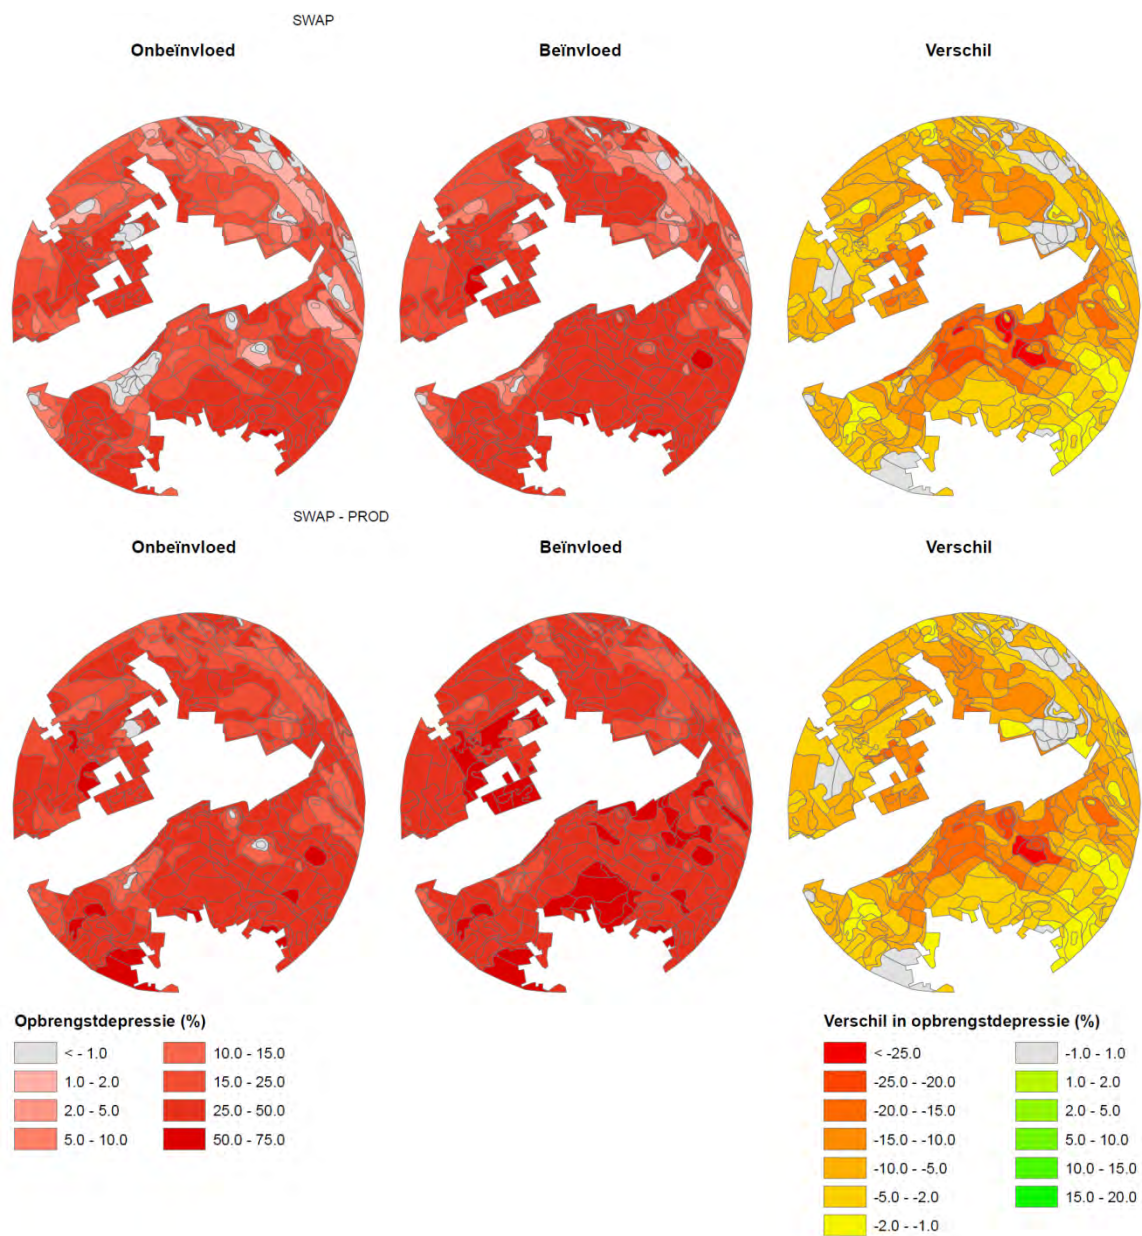 SWAP
Onbeïnvloed Beïnvloed Verschil
SWAP - PROD
Onbeïnvloed Beïnvloed Verschil
Opbrengstdepressie (%)
< - 1.0
1.0 - 2.0
2.0 - 5.0
5.0 - 10.0
10.0 - 15.0
15.0 - 25.0
25.0 - 50.0
50.0 - 75.0
Verschil in opbrengstdepressie (%)
< -25.0
-25.0 - -20.0
-20.0 - -15.0
-15.0 - -10.0
-10.0 - -5.0
-5.0 - -2.0
-2.0 - -1.0
-1.0 - 1.0
1.0 - 2.0
2.0 - 5.0
5.0 - 10.0
10.0 - 15.0
15.0 - 20.0